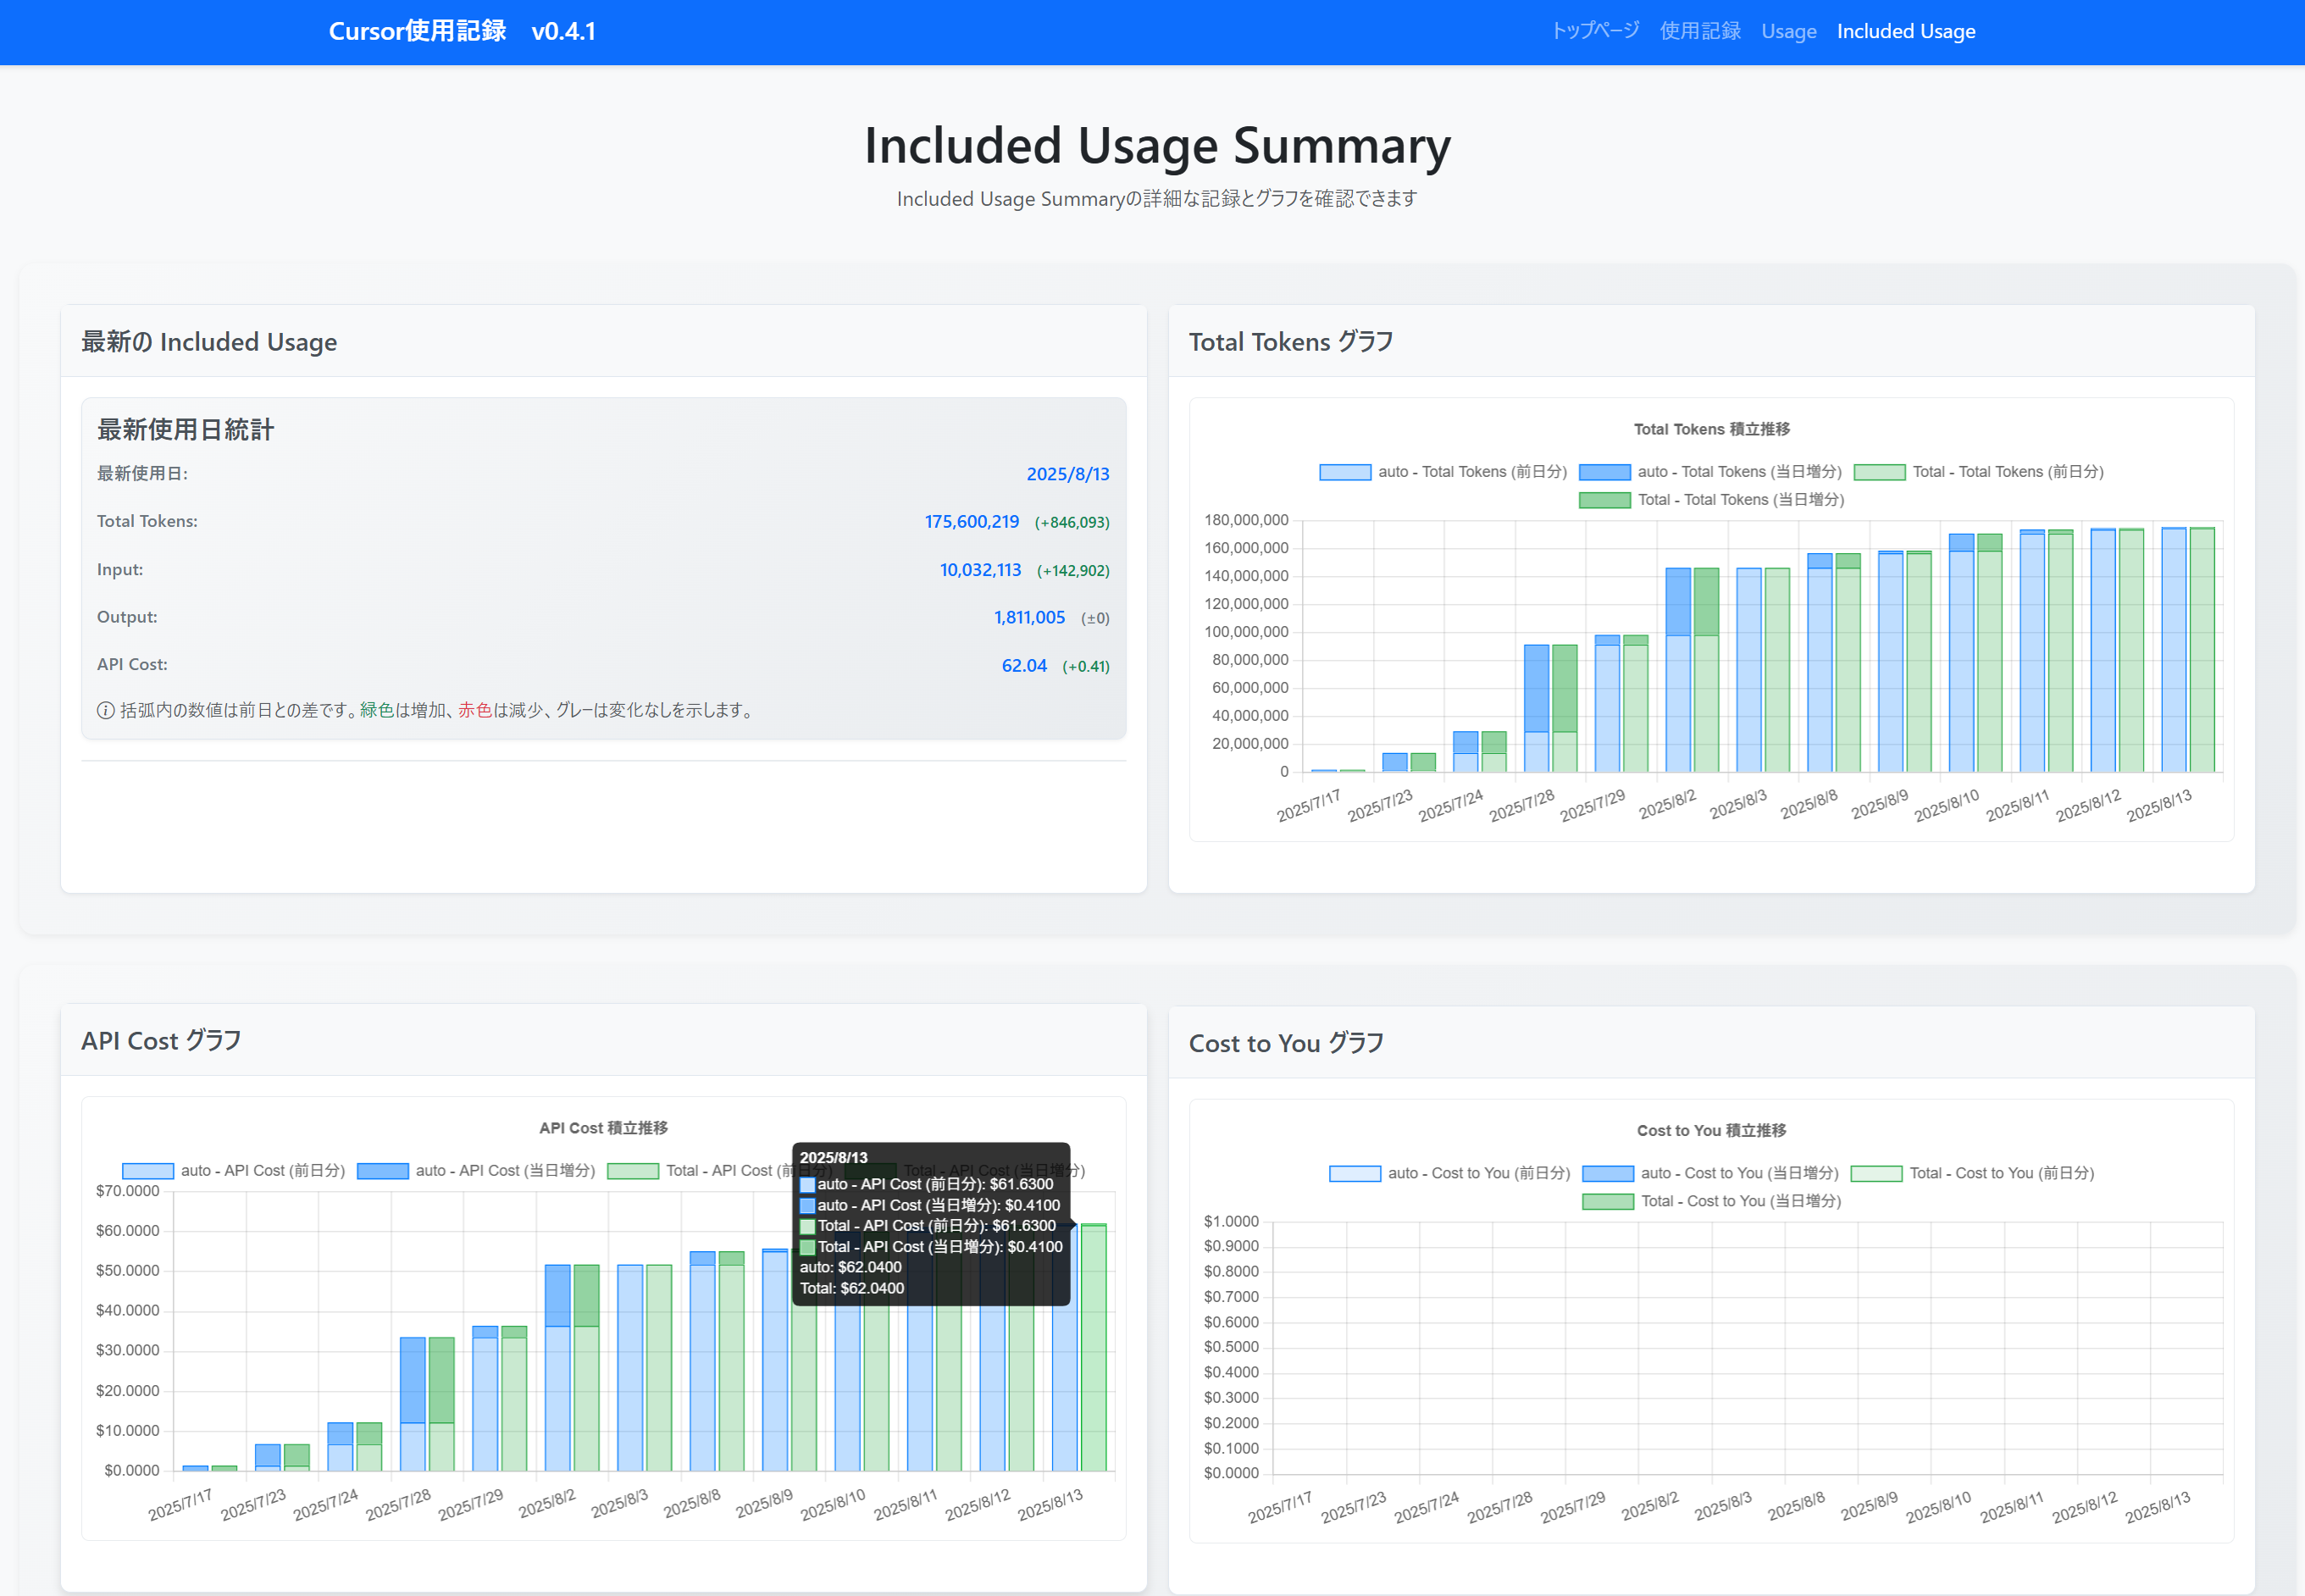 Cursor使用記録 v0.4.1
トップページ 使用記録 Usage Included Usage
Included Usage Summary
Included Usage Summaryの詳細な記録とグラフを確認できます
最新の Included Usage
最新使用日統計
最新使用日: 2025/8/13
Total Tokens: 175,600,219 (+846,093)
Input: 10,032,113 (+142,902)
Output: 1,811,005 (±0)
API Cost: 62.04 (+0.41)
括弧内の数値は前日との差です。緑色は増加、赤色は減少、グレーは変化なしを示します。
Total Tokens グラフ
Total Tokens 積立推移
auto - Total Tokens (前日分) auto - Total Tokens (当日増分) Total - Total Tokens (前日分)
Total - Total Tokens (当日増分)
180,000,000
160,000,000
140,000,000
120,000,000
100,000,000
80,000,000
60,000,000
40,000,000
20,000,000
0
2025/7/17 2025/7/23 2025/7/24 2025/7/28 2025/7/29 2025/8/2 2025/8/3 2025/8/8 2025/8/9 2025/8/10 2025/8/11 2025/8/12 2025/8/13
API Cost グラフ
API Cost 積立推移
auto - API Cost (前日分) auto - API Cost (当日増分) Total - API Cost (前日分) Total - API Cost (当日増分)
2025/8/13
auto - API Cost (前日分): $61.6300
auto - API Cost (当日増分): $0.4100
Total - API Cost (前日分): $61.6300
Total - API Cost (当日増分): $0.4100
auto: $62.0400
Total: $62.0400
$70.0000
$60.0000
$50.0000
$40.0000
$30.0000
$20.0000
$10.0000
$0.0000
2025/7/17 2025/7/23 2025/7/24 2025/7/28 2025/7/29 2025/8/2 2025/8/3 2025/8/8 2025/8/9 2025/8/10 2025/8/11 2025/8/12 2025/8/13
Cost to You グラフ
Cost to You 積立推移
auto - Cost to You (前日分) auto - Cost to You (当日増分) Total - Cost to You (前日分)
Total - Cost to You (当日増分)
$1.0000
$0.9000
$0.8000
$0.7000
$0.6000
$0.5000
$0.4000
$0.3000
$0.2000
$0.1000
$0.0000
2025/7/17 2025/7/23 2025/7/24 2025/7/28 2025/7/29 2025/8/2 2025/8/3 2025/8/8 2025/8/9 2025/8/10 2025/8/11 2025/8/12 2025/8/13